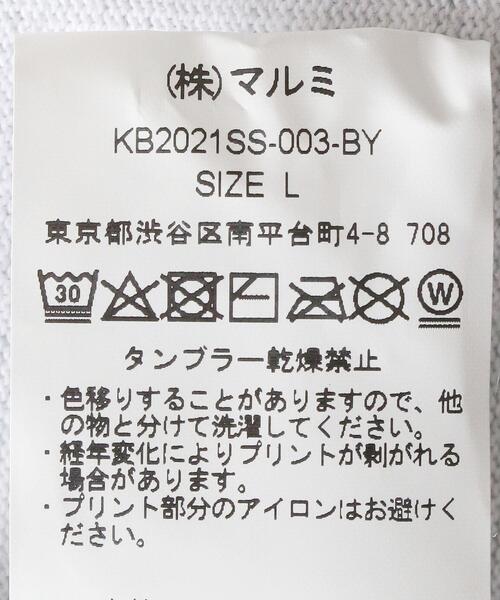 (株)マルミ
KB2021SS-003-BY
SIZE L
東京都渋谷区南平台町4-8 708
30
W
タンブラー乾燥禁止
・色移りすることがありますので、他
の物と分けて洗濯してください。
・経年変化によりプリントが剥がれる
場合があります。
・プリント部分のアイロンはお避けく
ださい。